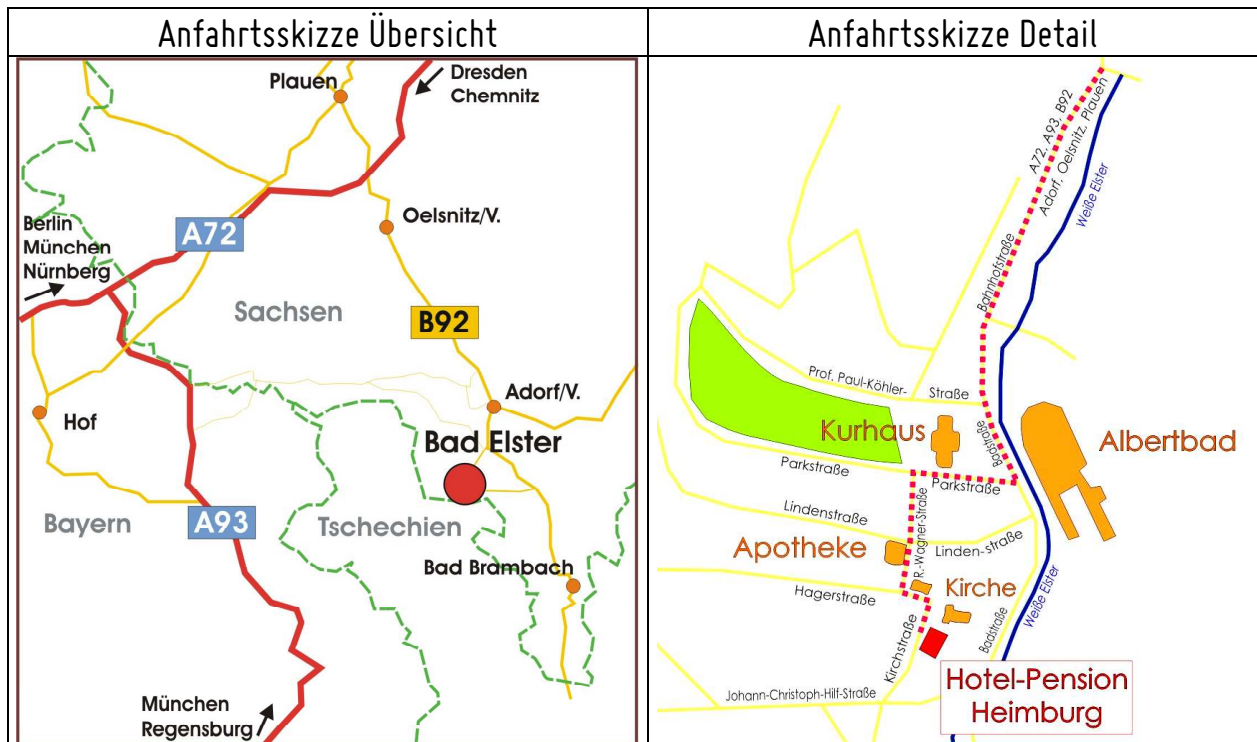 Anfahrtsskizze Übersicht
Plauen
Dresden
Chemnitz
Oelsnitz/V.
A72
Berlin
München
Nürnberg
Sachsen
B92
Adorf/V.
Hof
Bad Elster
Bayern
A93
Tschechien
Bad Brambach
München
Regensburg
Anfahrtsskizze Detail
A72, A93, B92
Adorf, Oelsnitz, Plauen
Weiße Elster
Bahnhofstraße
Prof. Paul-Köhler-
Straße
Kurhaus
Badstraße
Albertbad
Parkstraße
Parkstraße
Lindenstraße
R.-Wagner-Straße
Apotheke
Linden-straße
Hagerstraße
Kirche
Weiße Elster
Badstraße
Kirchstraße
Johann-Christoph-Hilf-Straße
Hotel-Pension
Heimburg